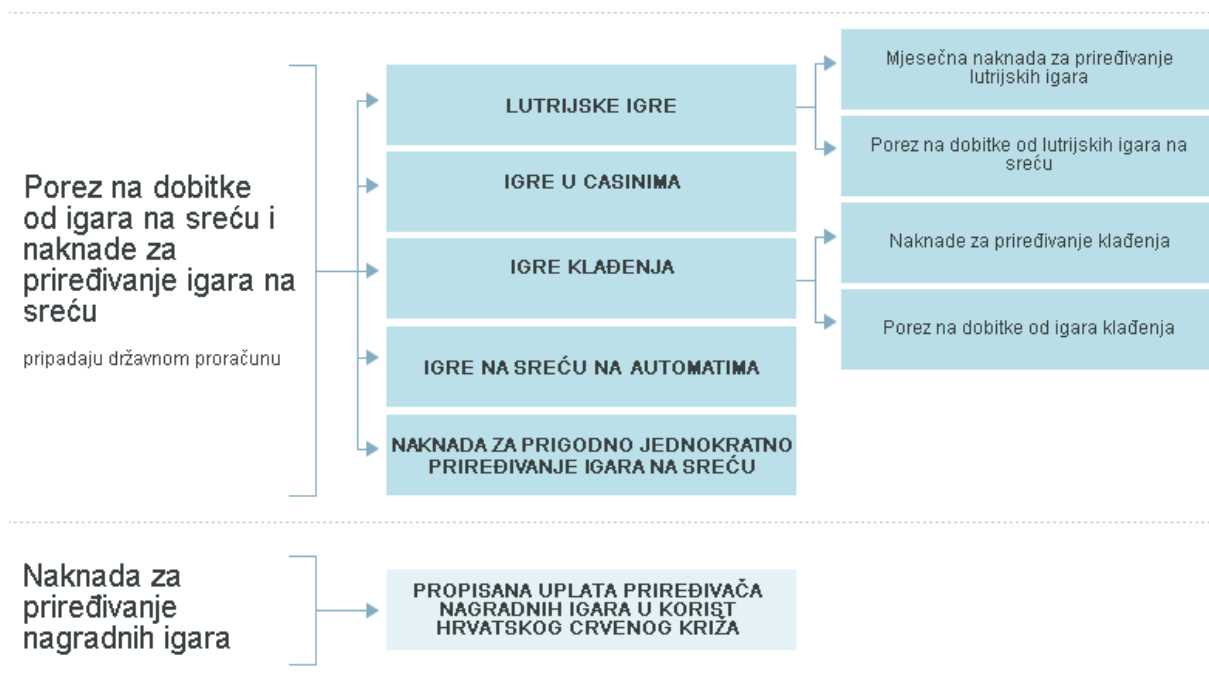 Porez na dobitke
od igara na sreću i
naknade za
priređivanje igara na
sreću
pripadaju državnom proračunu
LUTRIJSKE IGRE
IGRE U CASINIMA
IGRE KLAĐENJA
IGRE NA SREĆU NA AUTOMATIMA
NAKNADA ZA PRIGODNO JEDNOKRATNO
PRIREĐIVANJE IGARA NA SREĆU
Mjesečna naknada za priređivanje
lutrijskih igara
Porez na dobitke od lutrijskih igara na
sreću
Naknade za priređivanje klađenja
Porez na dobitke od igara klađenja
Naknada za
priređivanje
nagradnih igara
PROPISANA UPLATA PRIREĐIVAČA
NAGRADNIH IGARA U KORIST
HRVATSKOG CRVENOG KRIŽA